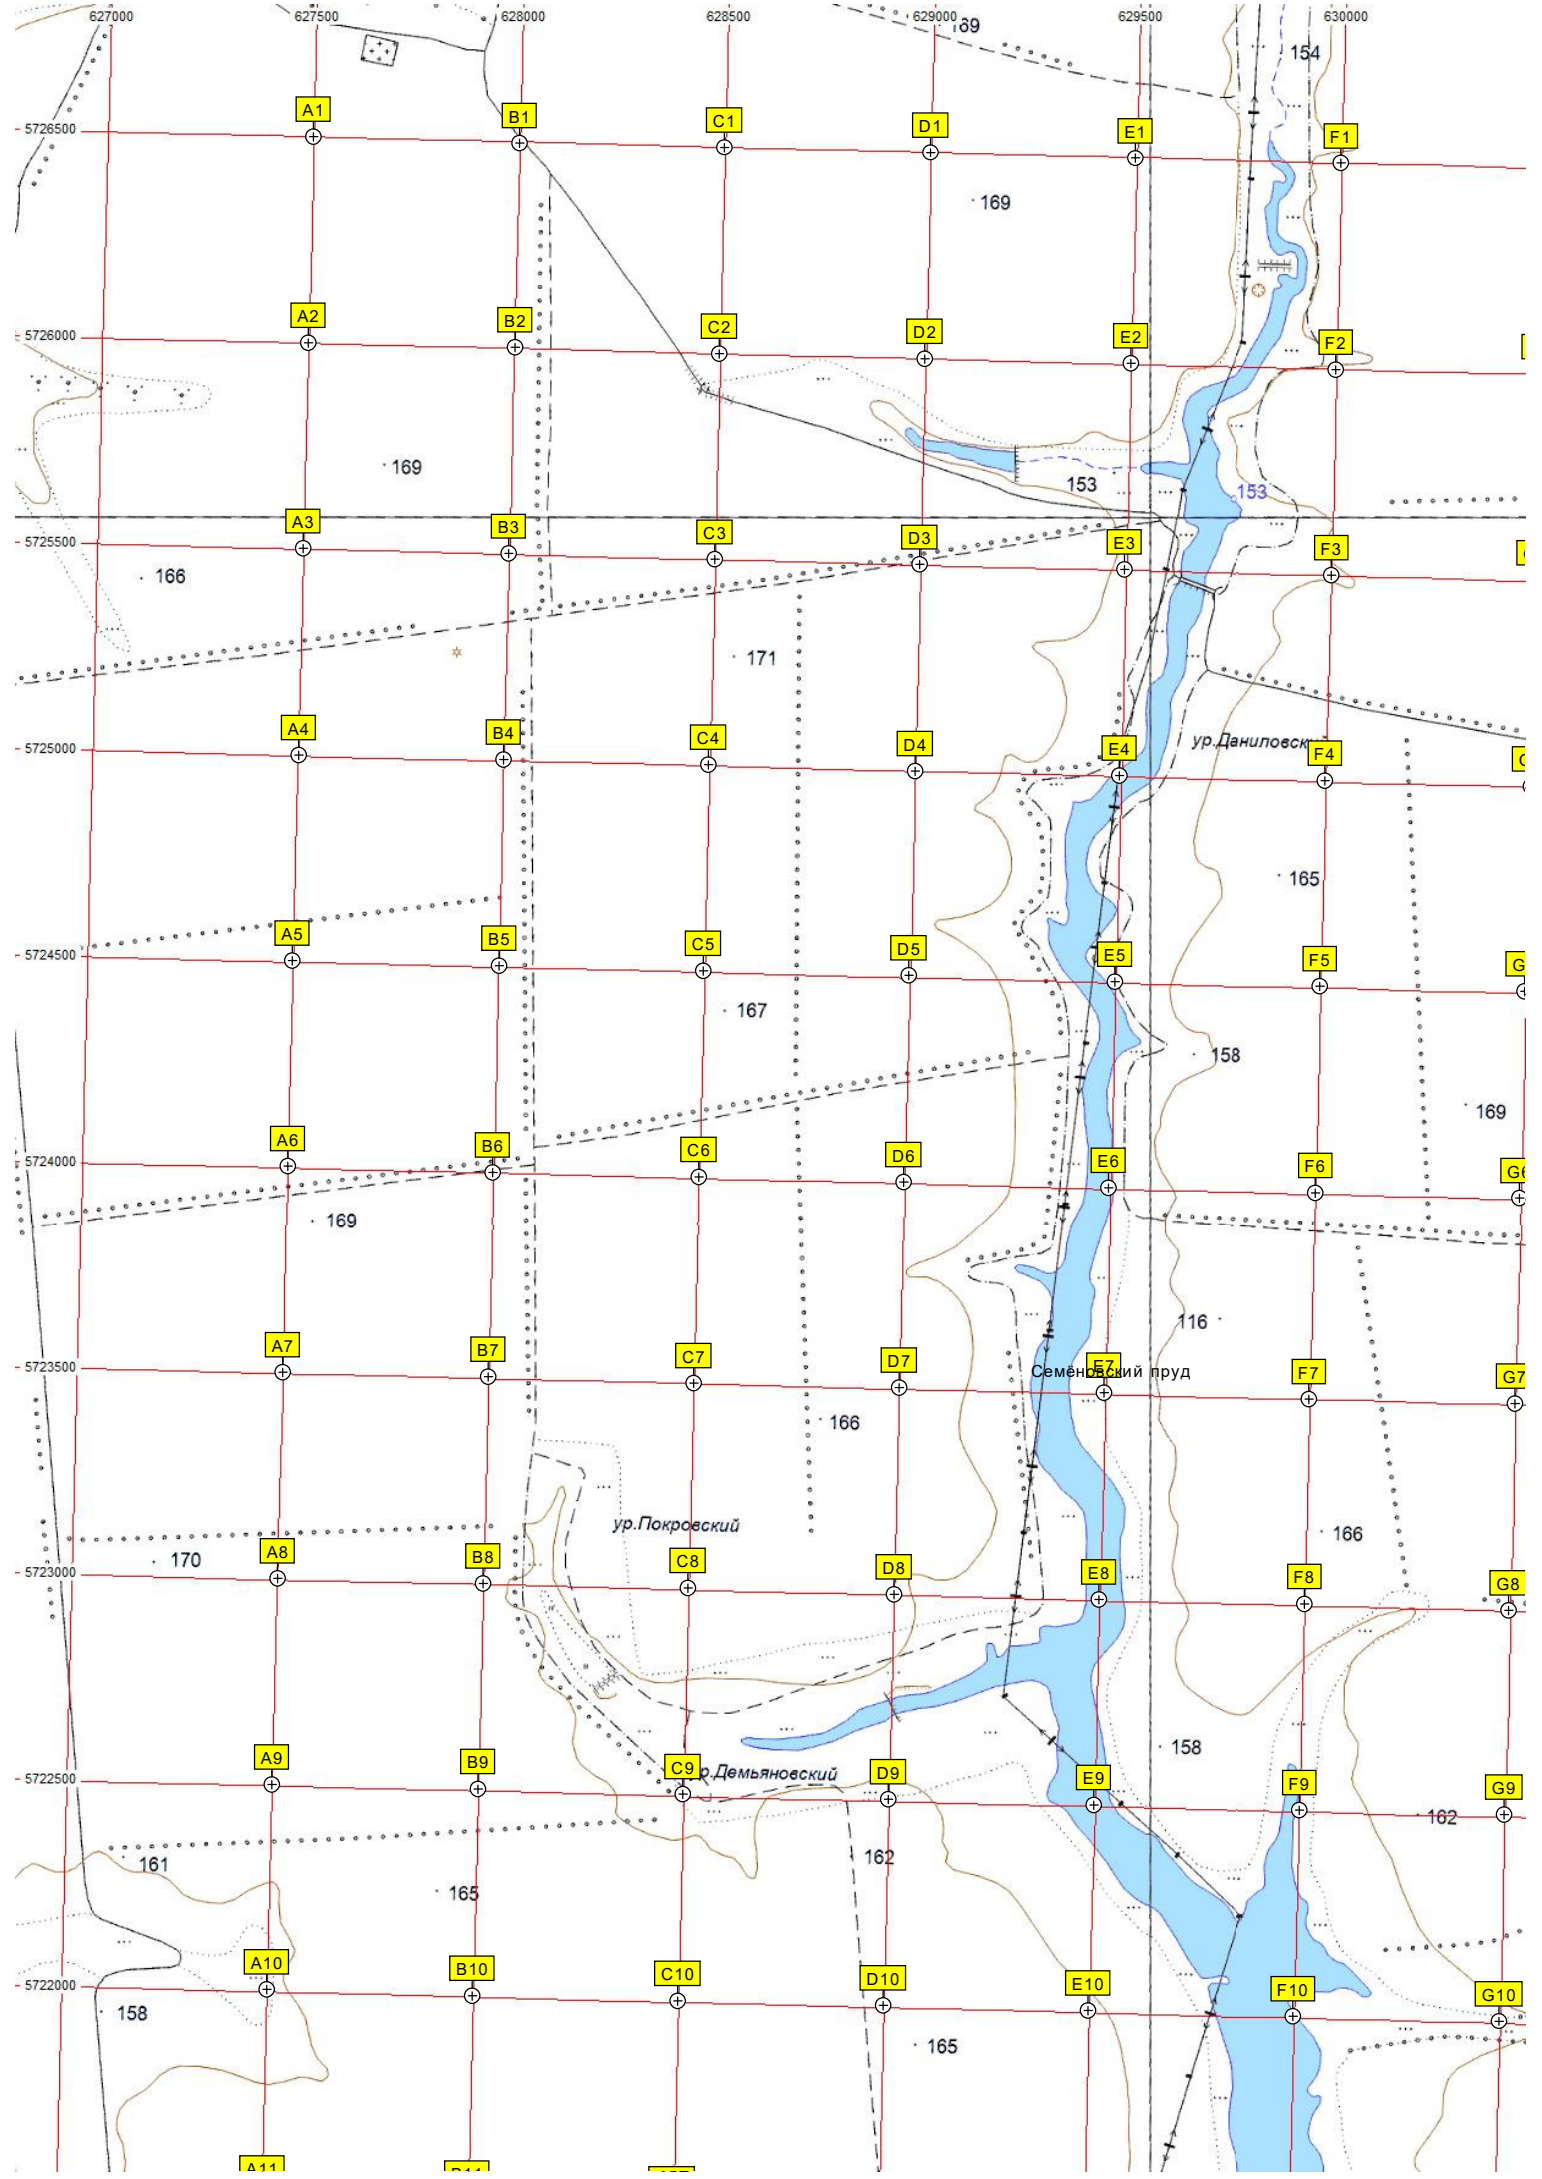 627000 627500 628000 628500 629000 629500 630000
154
5726500 A1 B1 C1 D1 E1 F1
169
5726000 A2 B2 C2 D2 E2 F2
169 153 153
5725500 A3 B3 C3 D3 E3 F3
166
171
ур.Даниловский
5725000 A4 B4 C4 D4 E4 F4
165
5724500 A5 B5 C5 D5 E5 F5 G
167
158
169
5724000 A6 B6 C6 D6 E6 F6 G6
169
116
5723500 A7 B7 C7 D7 E7 F7 G7
Семёновский пруд
166
ур.Покровский
166
170
5723000 A8 B8 C8 D8 E8 F8 G8
158
ур.Демьяновский
5722500 A9 B9 C9 D9 E9 F9 G9
162
161 162
165
5722000 A10 B10 C10 D10 E10 F10 G10
158
165
A11 B11